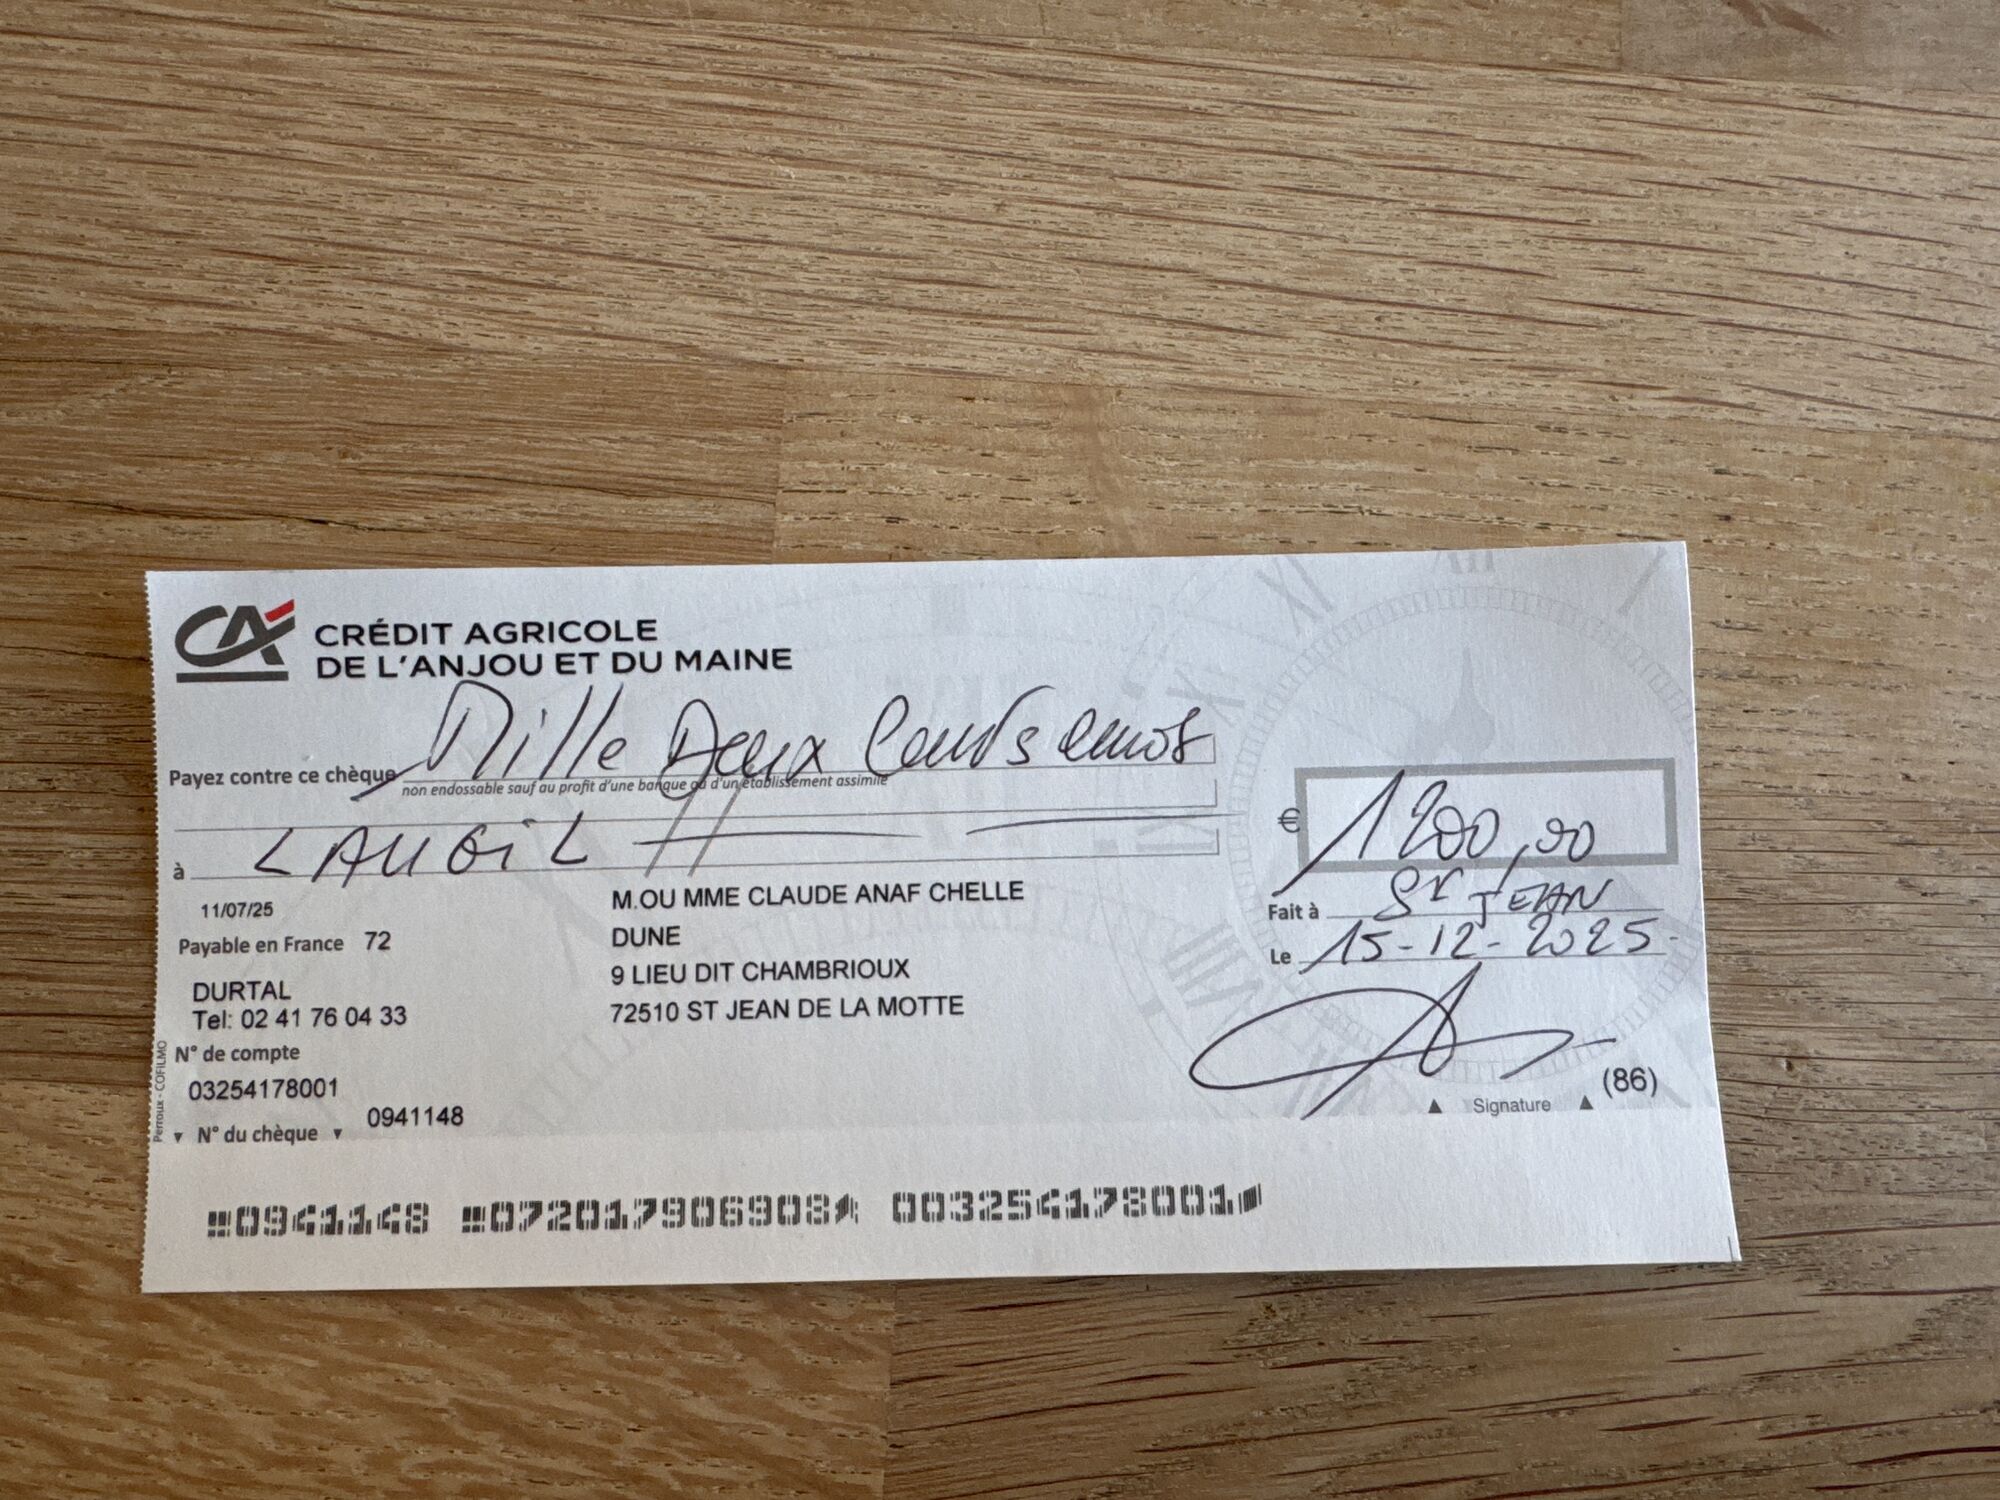 CRÉDIT AGRICOLE
DE L'ANJOU ET DU MAINE
Payez contre ce chèque Mille Deux Cents euros
non endossable sauf au profit d'une banque ou d'un établissement assimilé
à LAUGIL
€ 1200,00
11/07/25
Payable en France 72
DURTAL
Tel: 02 41 76 04 33
N° de compte
03254178001
N° du chèque 0941148
Perroux - COFILMO
M.OU MME CLAUDE ANAF CHELLE
DUNE
9 LIEU DIT CHAMBRIOUX
72510 ST JEAN DE LA MOTTE
Fait à St JEAN
Le 15-12-2025
Signature (86)
0941148 072017906908 003254178001